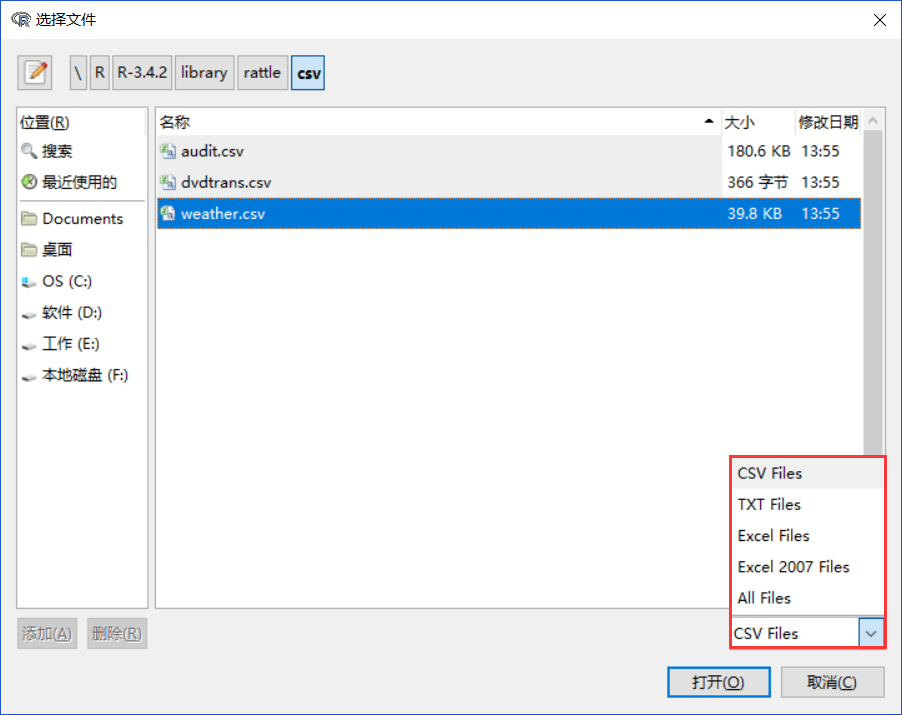 选择文件
\ R R-3.4.2 library rattle csv
位置(R)
搜索
最近使用的
Documents
桌面
OS (C:)
软件 (D:)
工作 (E:)
本地磁盘 (F:)
名称 大小 修改日期
audit.csv 180.6 KB 13:55
dvdtrans.csv 366 字节 13:55
weather.csv 39.8 KB 13:55
CSV Files
TXT Files
Excel Files
Excel 2007 Files
All Files
CSV Files
添加(A) 删除(R)
打开(O) 取消(C)